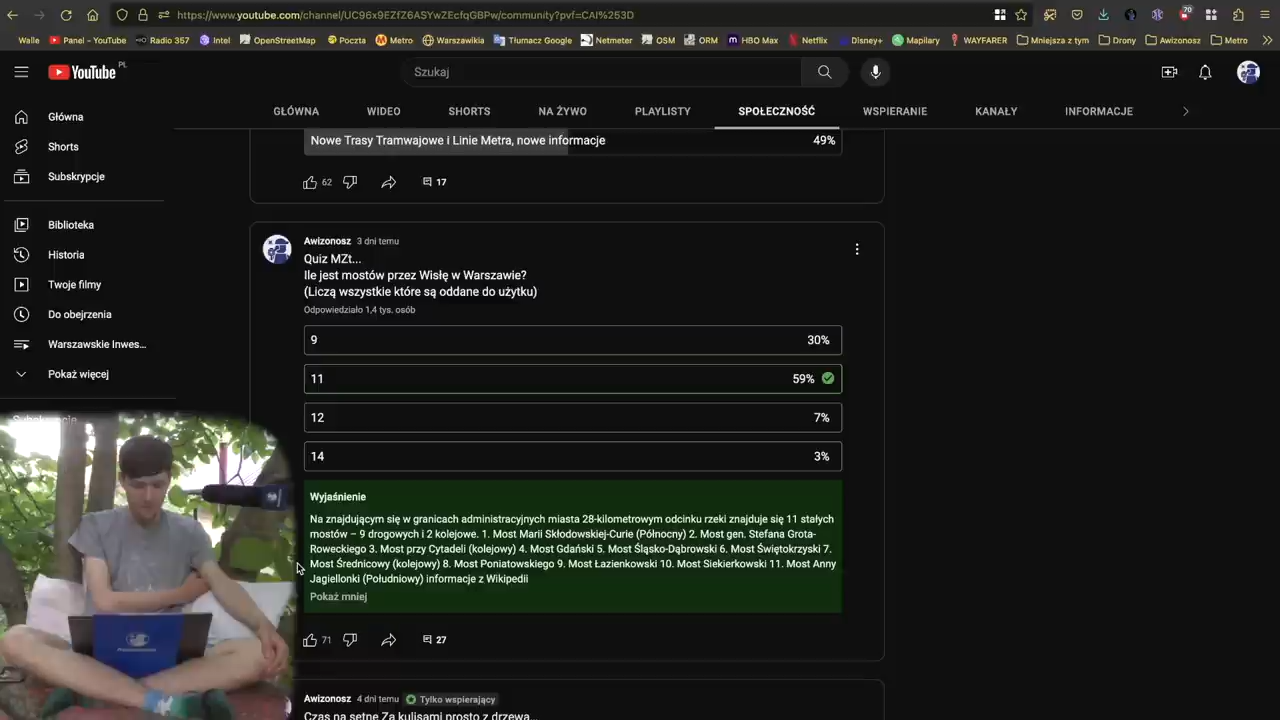 https://www.youtube.com/channel/UC96x9EZfZ6ASYwZEcfqGBPw/community?pvf=CAI%253D
70
Walle
Panel - YouTube
Radio 357
Intel
OpenStreetMap
Poczta
Metro
Warszawikia
Tłumacz Google
Netmeter
OSM
ORM
HBO Max
Netflix
Disney+
Mapilary
WAYFARER
Mniejsza z tym
Drony
Awizonosz
Metro
YouTube PL
Szukaj
GŁÓWNA
WIDEO
SHORTS
NA ŻYWO
PLAYLISTY
SPOŁECZNOŚĆ
WSPIERANIE
KANAŁY
INFORMACJE
Główna
Shorts
Subskrypcje
Biblioteka
Historia
Twoje filmy
Do obejrzenia
Warszawskie Inwes...
Pokaż więcej
Nowe Trasy Tramwajowe i Linie Metra, nowe informacje 49%
62
17
Awizonosz 3 dni temu
Quiz MZt...
Ile jest mostów przez Wisłę w Warszawie?
(Liczą wszystkie które są oddane do użytku)
Odpowiedziało 1,4 tys. osób
9 30%
11 59%
12 7%
14 3%
Wyjaśnienie
Na znajdującym się w granicach administracyjnych miasta 28-kilometrowym odcinku rzeki znajduje się 11 stałych
mostów – 9 drogowych i 2 kolejowe. 1. Most Marii Skłodowskiej-Curie (Północny) 2. Most gen. Stefana Grota-
Roweckiego 3. Most przy Cytadeli (kolejowy) 4. Most Gdański 5. Most Śląsko-Dąbrowski 6. Most Świętokrzyski 7.
Most Średnicowy (kolejowy) 8. Most Poniatowskiego 9. Most Łazienkowski 10. Most Siekierkowski 11. Most Anny
Jagiellonki (Południowy) informacje z Wikipedii
Pokaż mniej
71
27
Awizonosz 4 dni temu Tylko wspierający
Czas na setne Za kulisami prosto z drzewa...